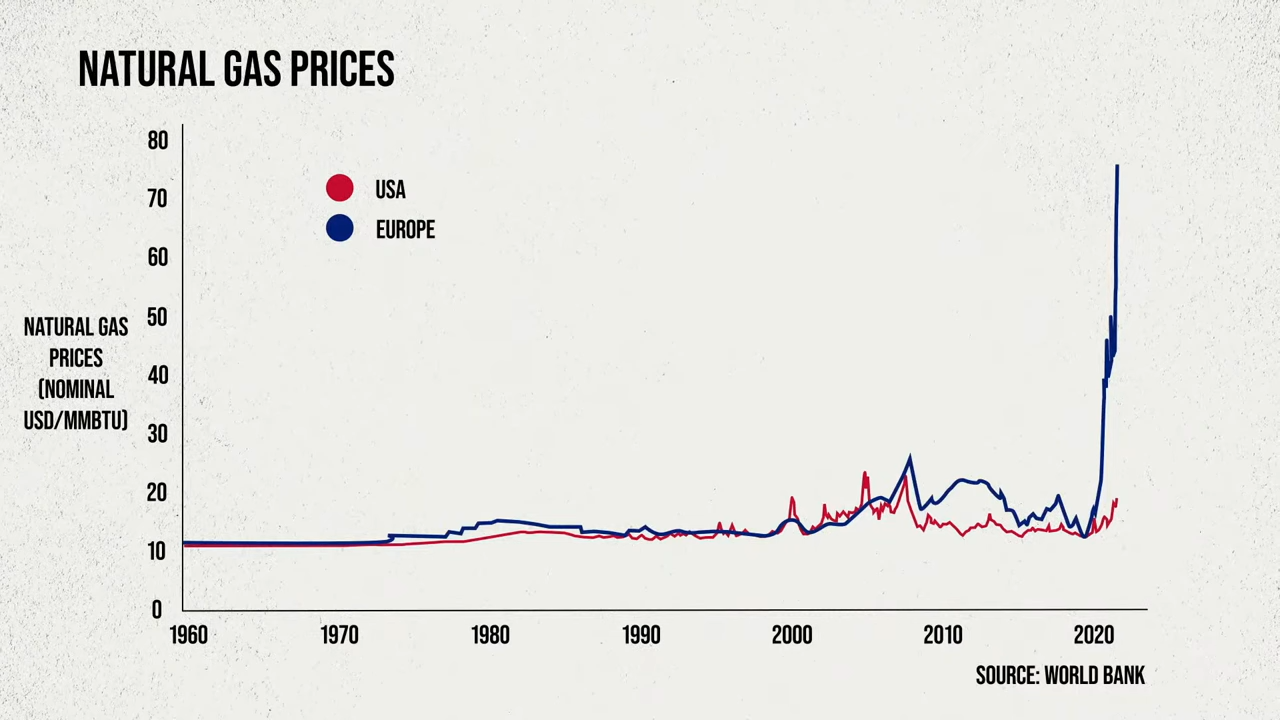 NATURAL GAS PRICES
80
70
60
50
40
30
20
10
0
NATURAL GAS
PRICES
(NOMINAL
USD/MMBTU)
USA
EUROPE
1960 1970 1980 1990 2000 2010 2020
SOURCE: WORLD BANK